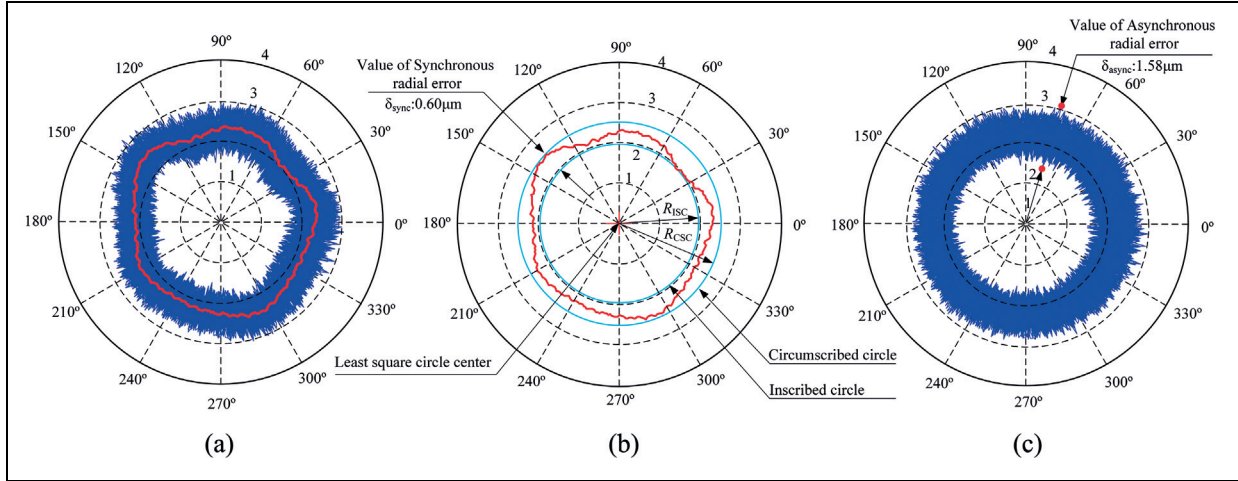 90º
4
120º
60º
3
150º
30º
1
180º
0º
210º
330º
240º
300º
270º
(a)
Value of Synchronous
radial error
δsync:0.60μm
90º
4
120º
60º
3
150º
30º
2
1
RISC
180º
0º
RCSC
210º
330º
Least square circle center
Circumscribed circle
Inscribed circle
240º
300º
270º
(b)
Value of Asynchronous
radial error
δasync:1.58μm
90º
4
120º
60º
3
150º
30º
2
1
180º
0º
210º
330º
240º
300º
270º
(c)